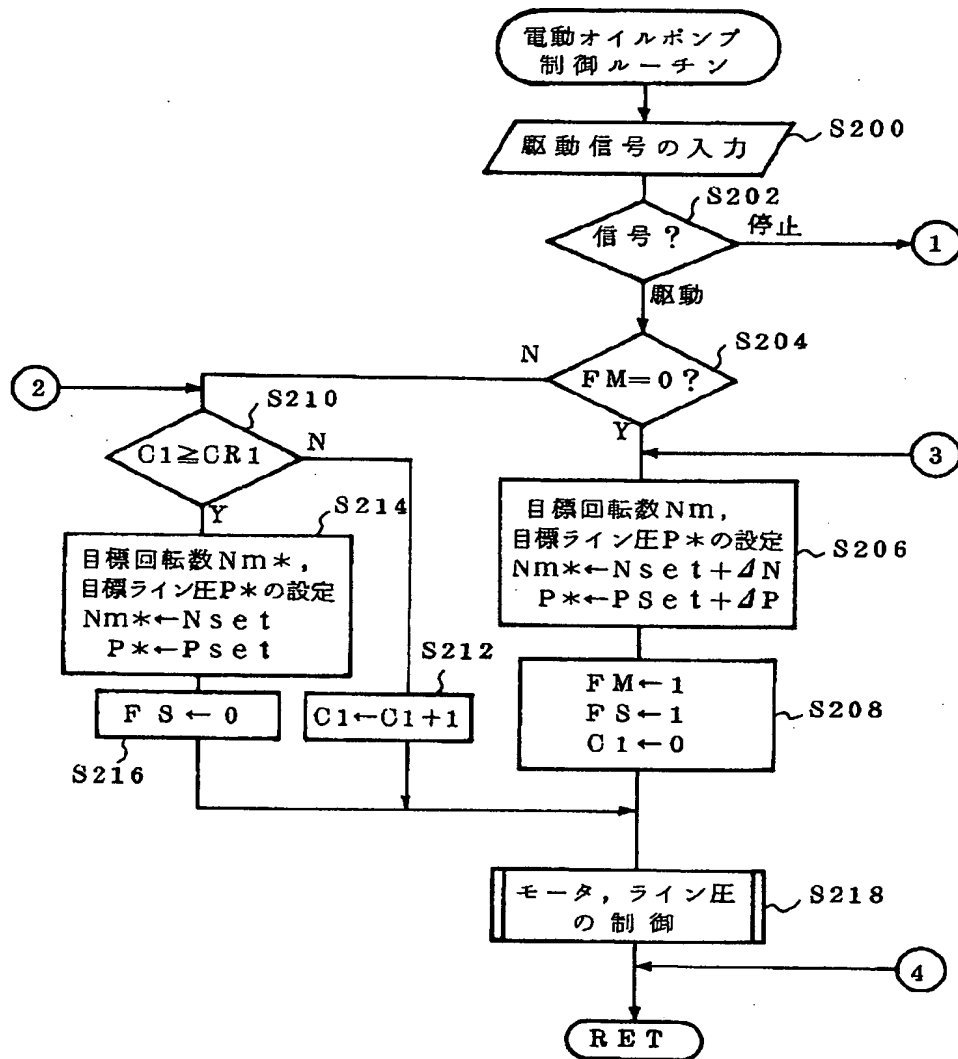 電動オイルポンプ
制御ルーチン
駆動信号の入力
S200
信号?
S202
停止
1
駆動
FM=0?
S204
N
Y
2
3
C1≧CR1
S210
N
Y
目標回転数Nm*,
目標ライン圧P*の設定
Nm*←Nset
P*←Pset
S214
FS←0
S216
C1←C1+1
S212
目標回転数Nm,
目標ライン圧P*の設定
Nm*←Nset+ΔN
P*←PSet+ΔP
S206
FM←1
FS←1
C1←0
S208
モータ,ライン圧
の制御
S218
4
RET